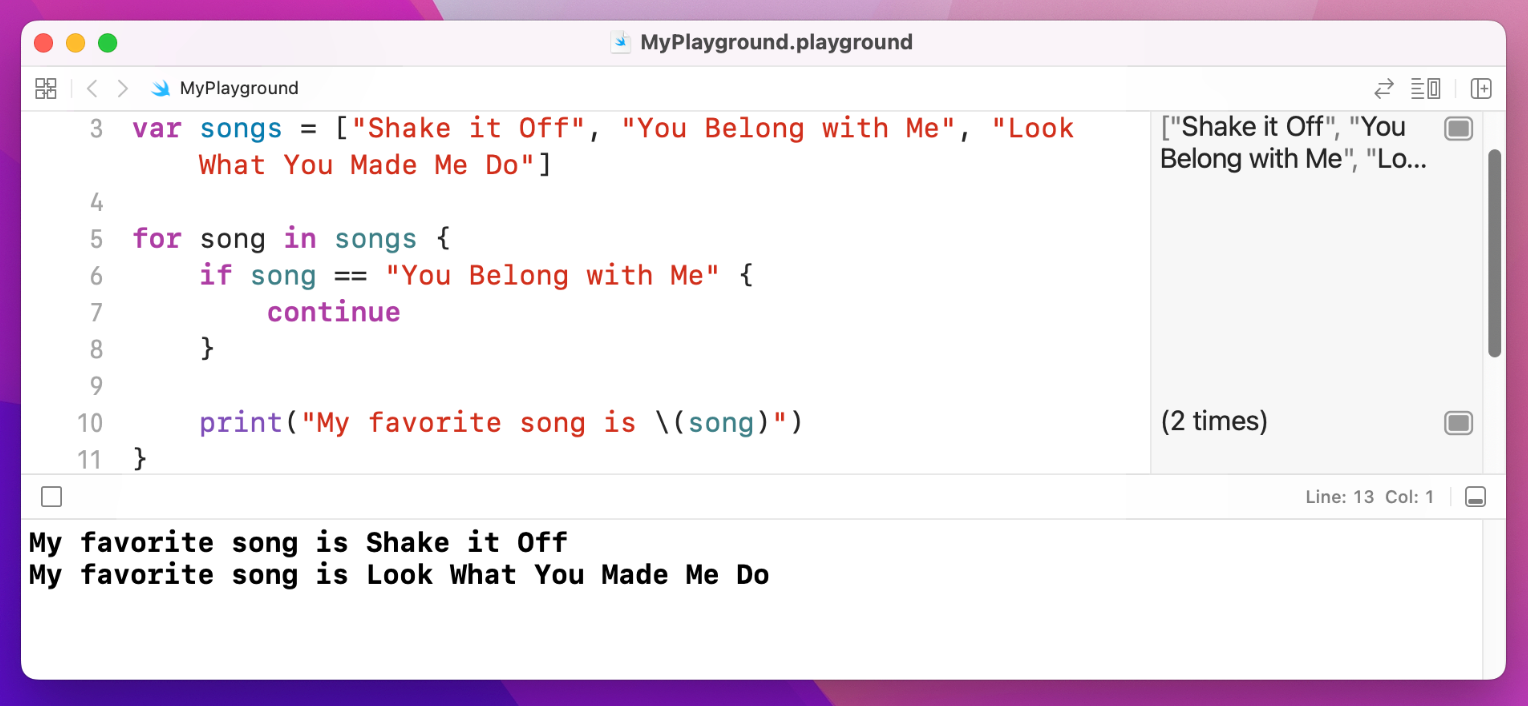 MyPlayground.playground
MyPlayground
3 var songs = ["Shake it Off", "You Belong with Me", "Look
What You Made Me Do"]
["Shake it Off", "You
Belong with Me", "Lo...
4
5 for song in songs {
6 if song == "You Belong with Me" {
7 continue
8 }
9
10 print("My favorite song is \(song)")
(2 times)
11 }
Line: 13 Col: 1
My favorite song is Shake it Off
My favorite song is Look What You Made Me Do